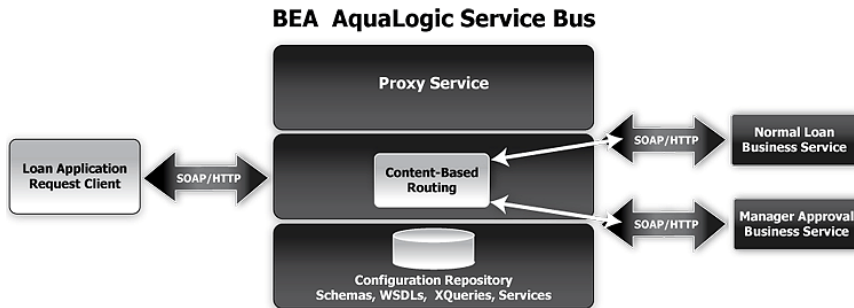 BEA AquaLogic Service Bus
Proxy Service
Loan Application
Request Client
SOAP/HTTP
Content-Based
Routing
SOAP/HTTP
Normal Loan
Business Service
SOAP/HTTP
Manager Approval
Business Service
Configuration Repository
Schemas, WSDLs, XQueries, Services